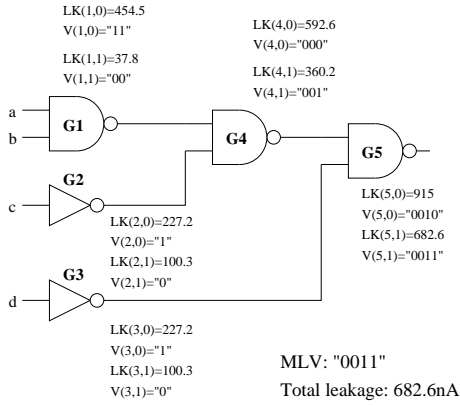 LK(1,0)=454.5
V(1,0)="11"
LK(1,1)=37.8
V(1,1)="00"
LK(4,0)=592.6
V(4,0)="000"
LK(4,1)=360.2
V(4,1)="001"
a
b
G1
G4
G5
G2
c
LK(2,0)=227.2
V(2,0)="1"
LK(2,1)=100.3
V(2,1)="0"
LK(5,0)=915
V(5,0)="0010"
LK(5,1)=682.6
V(5,1)="0011"
G3
d
LK(3,0)=227.2
V(3,0)="1"
LK(3,1)=100.3
V(3,1)="0"
MLV: "0011"
Total leakage: 682.6nA